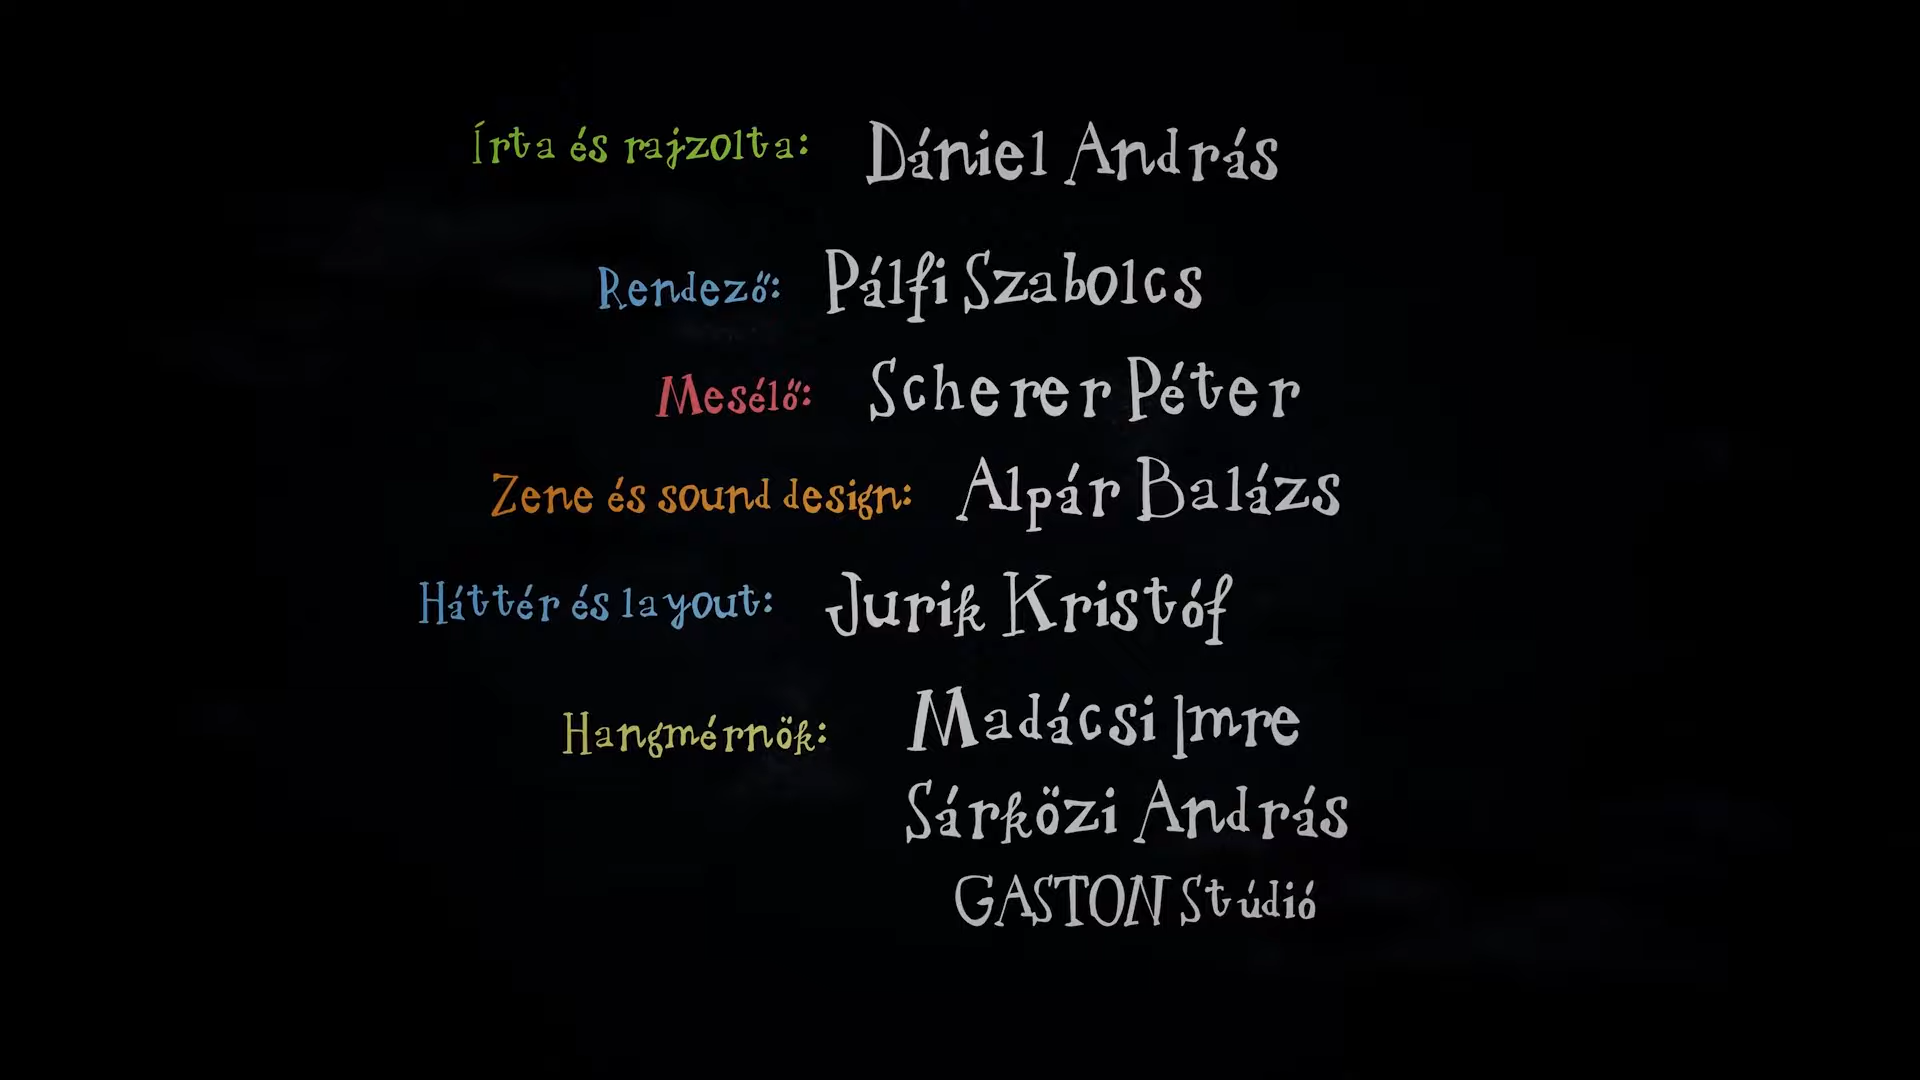 Írta és rajzolta: Dániel András
Rendező: Pálfi Szabolcs
Mesélő: Scherer Péter
Zene és sound design: Alpár Balázs
Háttér és layout: Jurik Kristóf
Hangmérnök: Madácsi Imre
Sárközi András
GASTON Stúdió